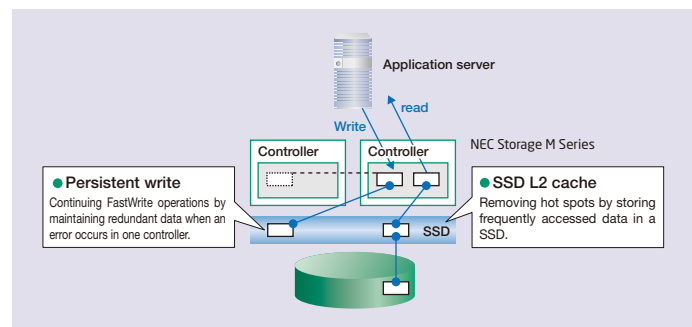 Application server
read
Write
NEC Storage M Series
Controller
Controller
● Persistent write
Continuing FastWrite operations by
maintaining redundant data when an
error occurs in one controller.
● SSD L2 cache
Removing hot spots by storing
frequently accessed data in a
SSD.
SSD